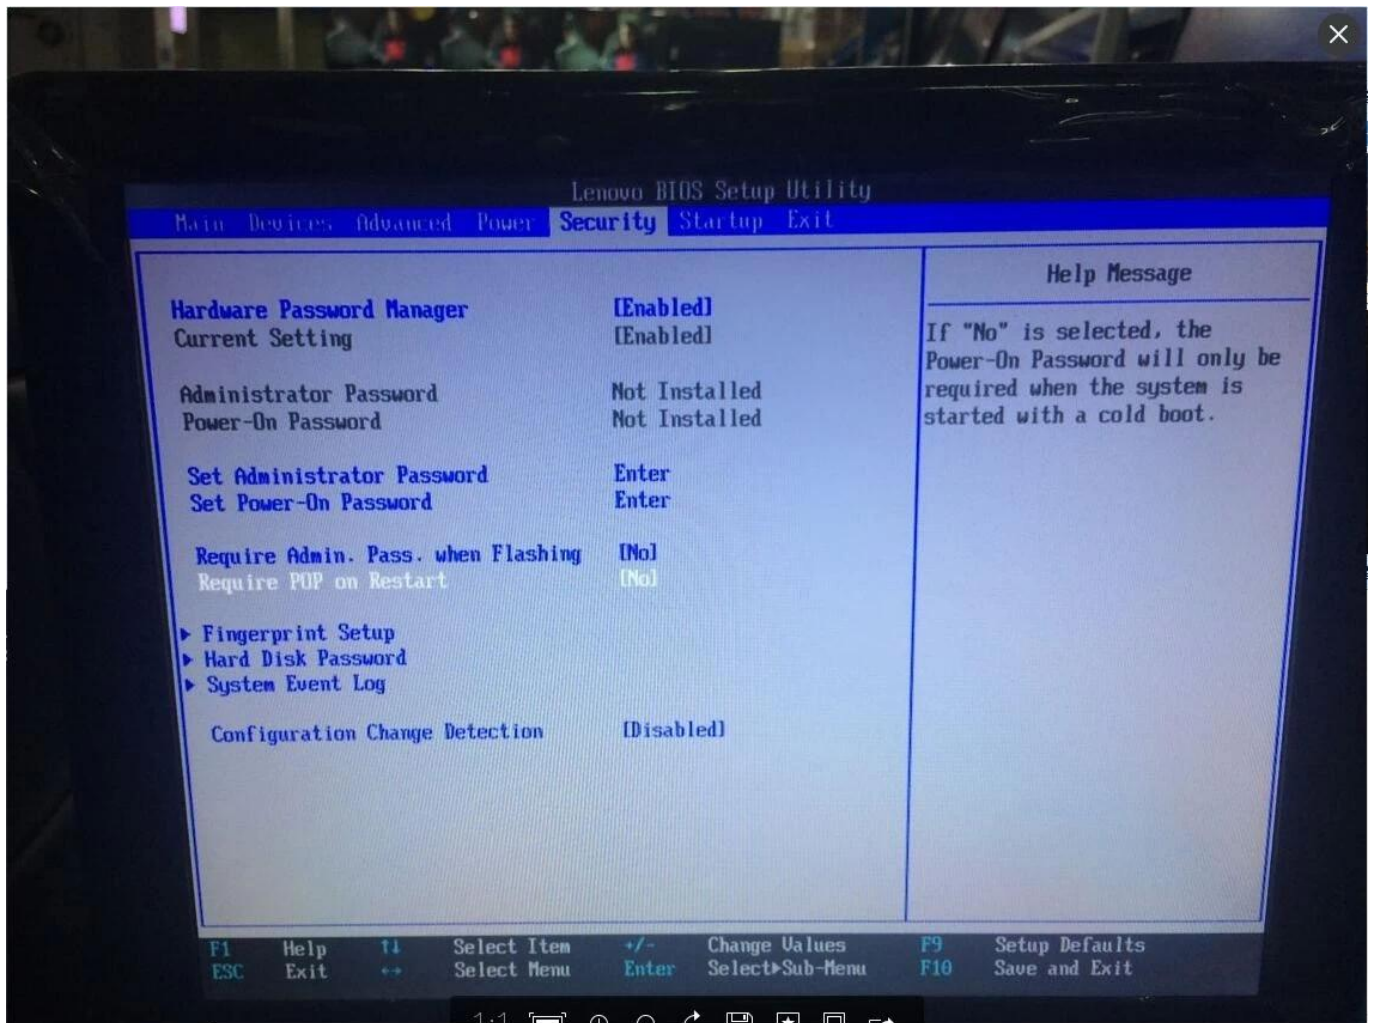 Lenovo BIOS Setup Utility
Main Devices Advanced Power Security Startup Exit
Hardware Password Manager [Enabled]
Current Setting [Enabled]
Administrator Password Not Installed
Power-On Password Not Installed
Set Administrator Password Enter
Set Power-On Password Enter
Require Admin. Pass. when Flashing [No]
Require POP on Restart [No]
Fingerprint Setup
Hard Disk Password
System Event Log
Configuration Change Detection [Disabled]
Help Message
If "No" is selected, the
Power-On Password will only be
required when the system is
started with a cold boot.
F1 Help ↑↓ Select Item +/- Change Values F9 Setup Defaults
ESC Exit ←→ Select Menu Enter Select▶Sub-Menu F10 Save and Exit
1:1